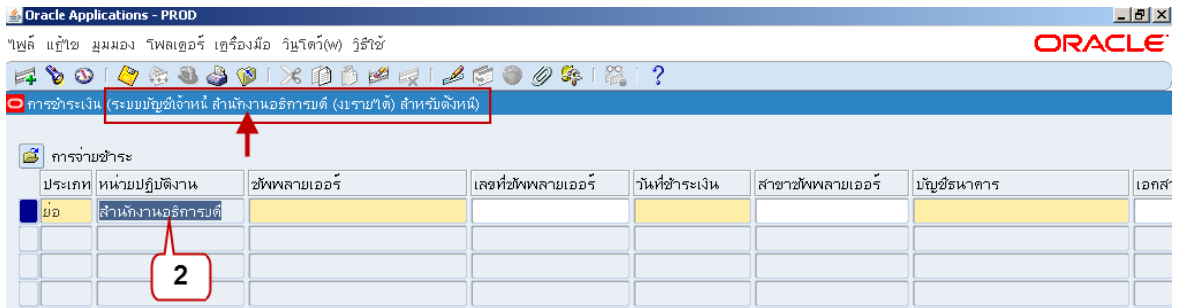 Oracle Applications - PROD
ไฟล์ แก้ไข มุมมอง โฟลเดอร์ เครื่องมือ วินโดว์(w) วิธีใช้
ORACLE
การชำระเงิน (ระบบบัญชีเจ้าหนี้ สำนักงานอธิการบดี (งบรายได้) สำหรับตั้งหนี้)
การจ่ายชำระ
ประเภท หน่วยปฏิบัติงาน ซัพพลายเออร์ เลขที่ซัพพลายเออร์ วันที่ชำระเงิน สาขาซัพพลายเออร์ บัญชีธนาคาร เอกสา
ย่อ สำนักงานอธิการบดี
2